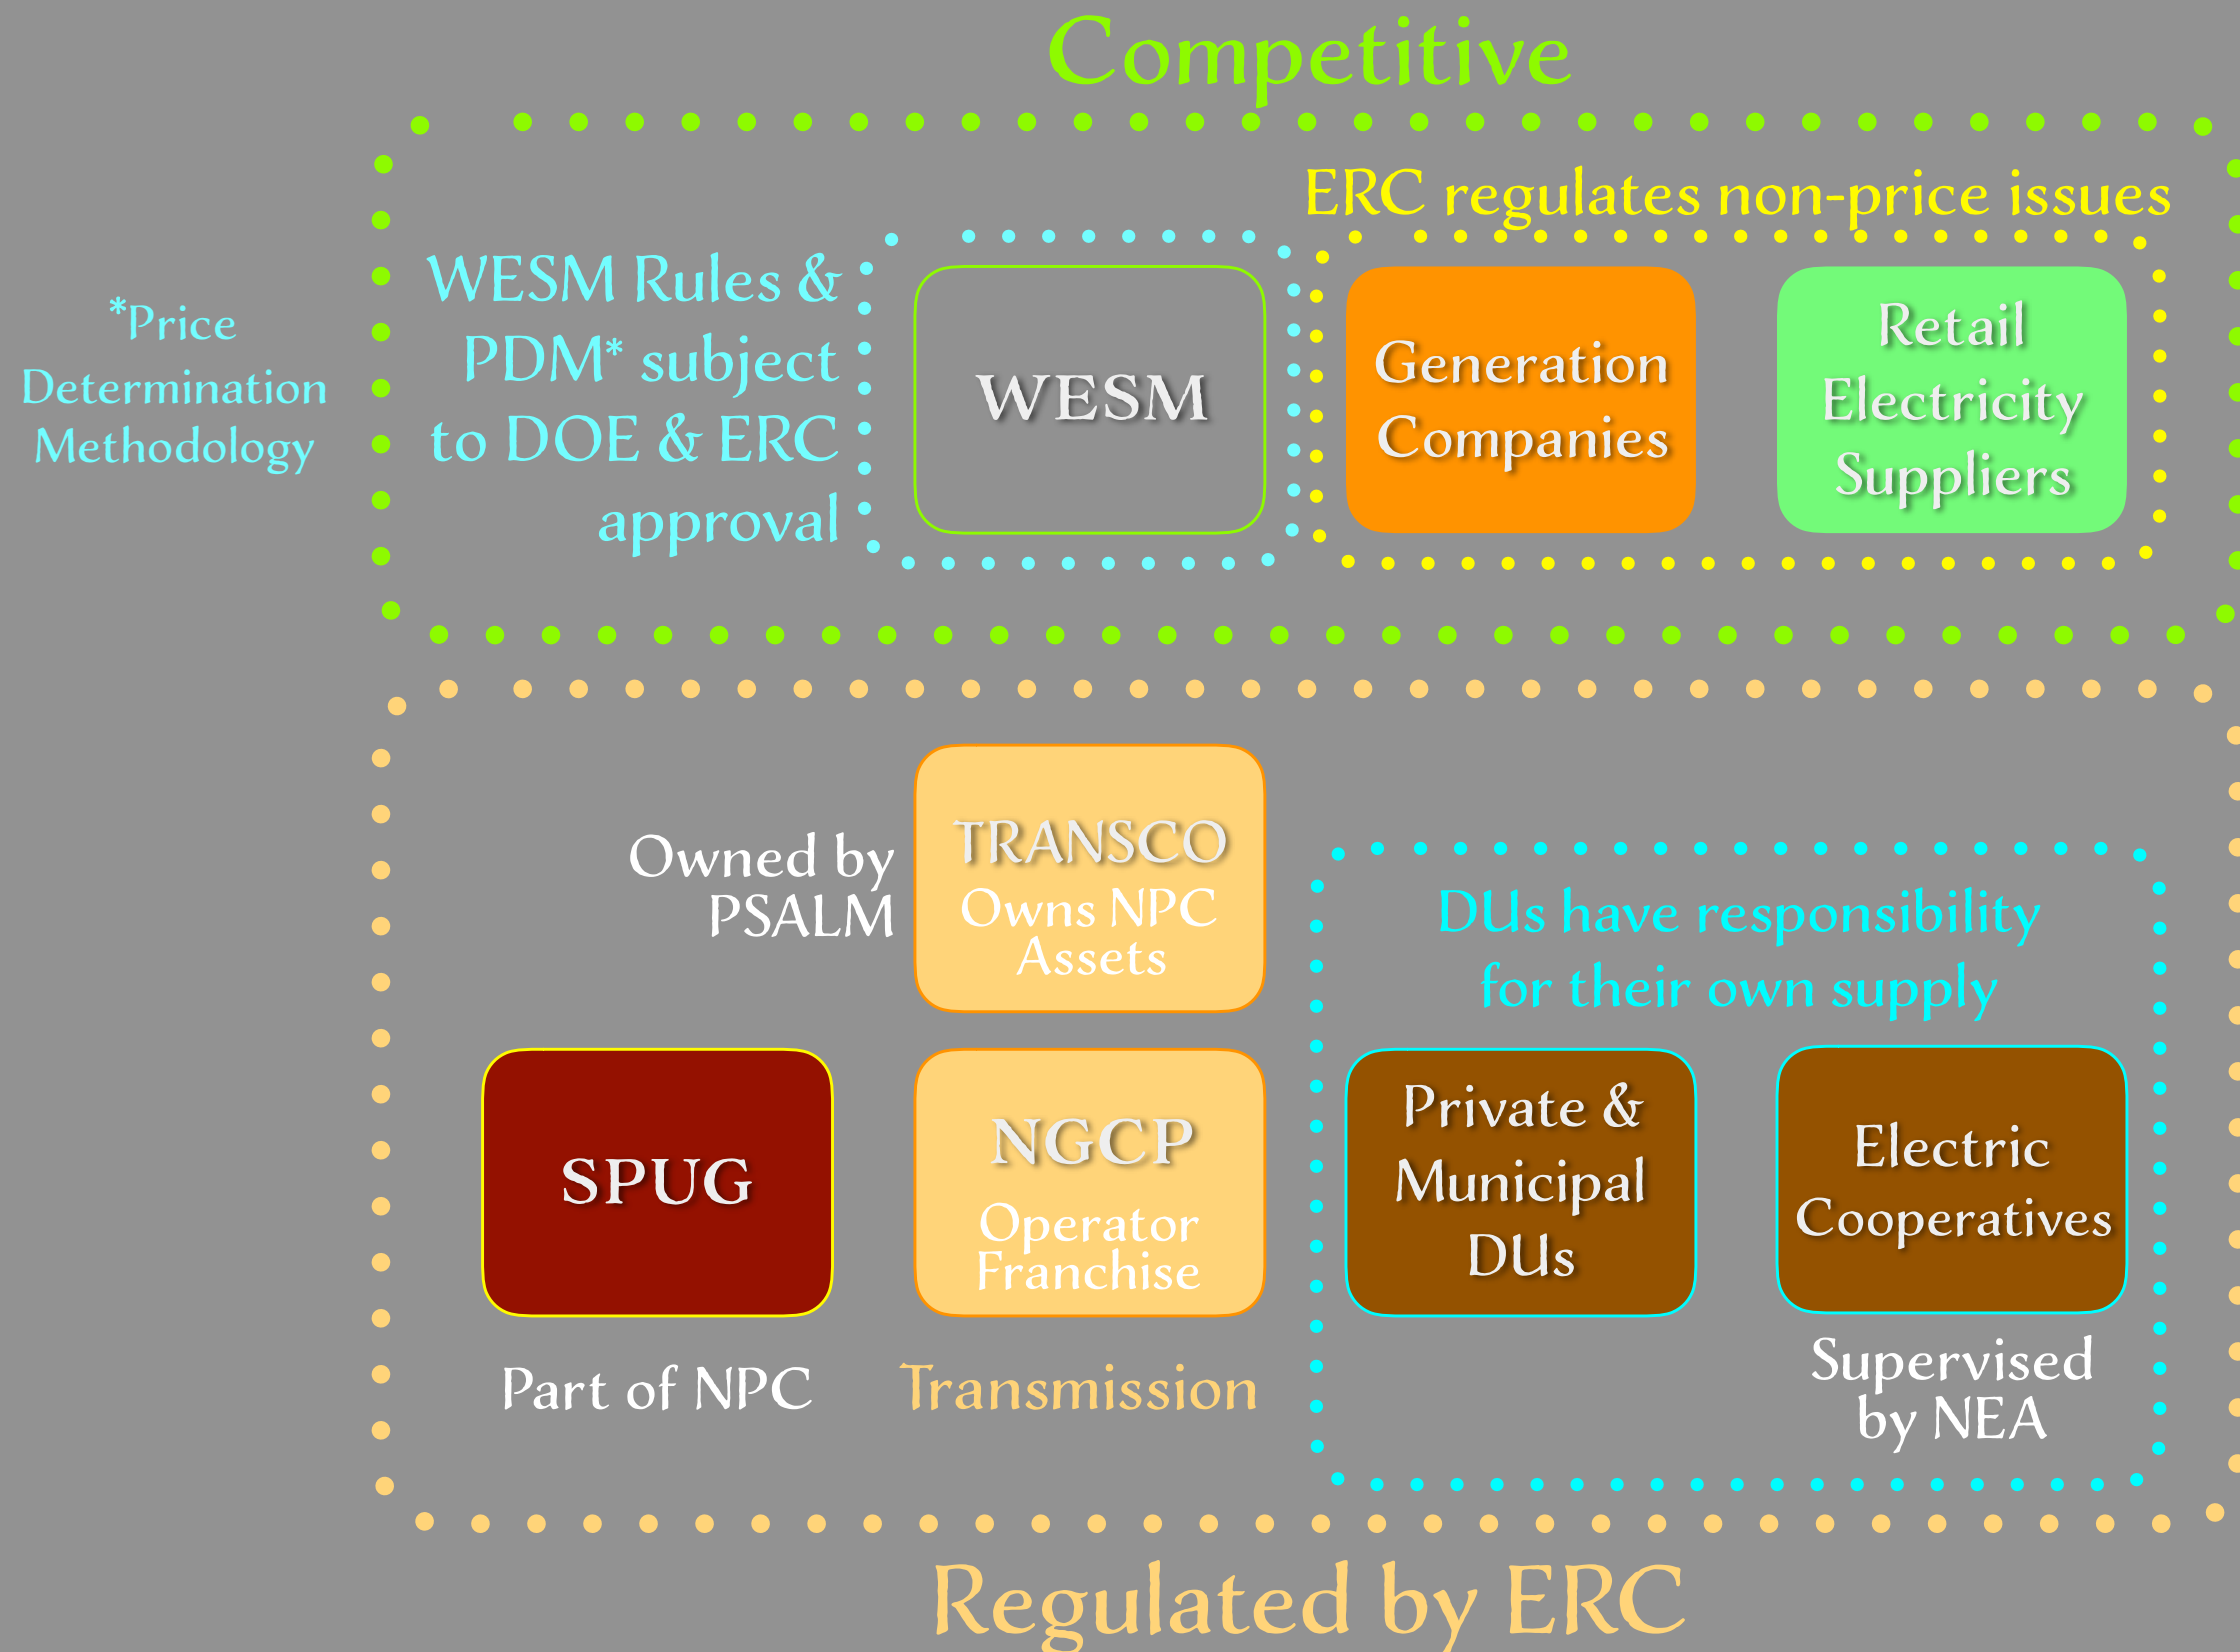 Competitive
ERC regulates non-price issues
*Price
Determination
Methodology
WESM Rules &
PDM* subject
to DOE & ERC
approval
WESM
Generation
Companies
Retail
Electricity
Suppliers
Owned by
PSALM
TRANSCO
Owns NPC
Assets
DUs have responsibility
for their own supply
SPUG
NGCP
Operator
Franchise
Private &
Municipal
DUs
Electric
Cooperatives
Part of NPC
Transmission
Supervised
by NEA
Regulated by ERC